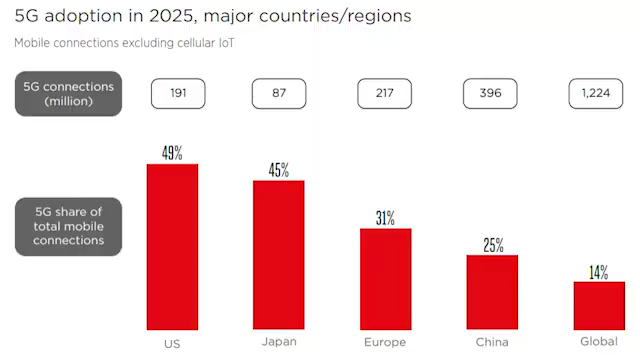 5G adoption in 2025, major countries/regions
Mobile connections excluding cellular IoT
5G connections
(million)
191
87
217
396
1,224
49%
45%
31%
25%
14%
5G share of
total mobile
connections
US
Japan
Europe
China
Global